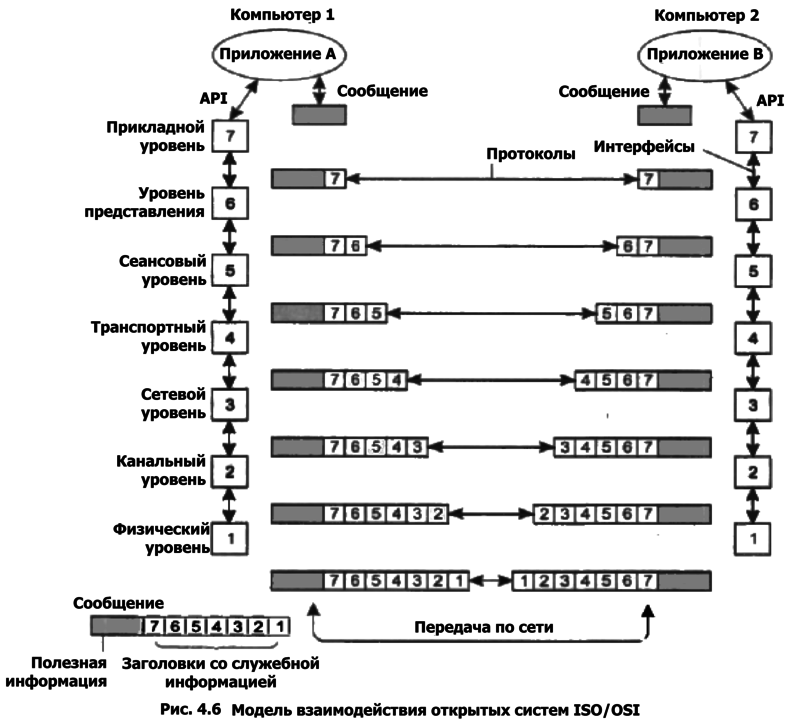 Компьютер 1
Компьютер 2
Приложение A
Приложение B
API
Сообщение
Сообщение
API
Прикладной
уровень
7
7
Протоколы
Интерфейсы
7
7
Уровень
представления
6
6
7 6
6 7
Сеансовый
уровень
5
5
7 6 5
5 6 7
Транспортный
уровень
4
4
7 6 5 4
4 5 6 7
Сетевой
уровень
3
3
7 6 5 4 3
3 4 5 6 7
Канальный
уровень
2
2
7 6 5 4 3 2
2 3 4 5 6 7
Физический
уровень
1
1
7 6 5 4 3 2 1
1 2 3 4 5 6 7
Сообщение
7 6 5 4 3 2 1
Передача по сети
Полезная
информация
Заголовки со служебной
информацией
Рис. 4.6 Модель взаимодействия открытых систем ISO/OSI